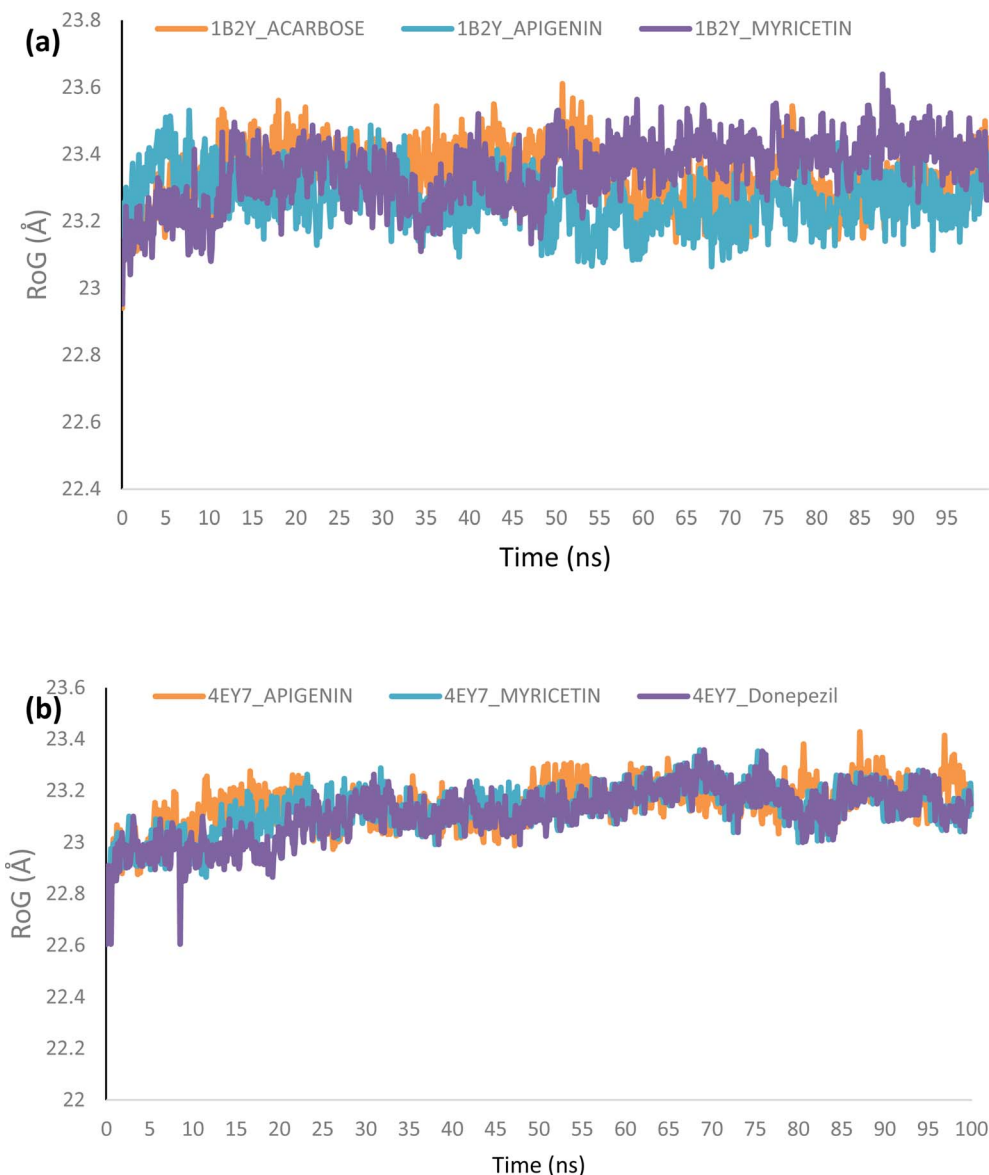 (a)
1B2Y_ACARBOSE 1B2Y_APIGENIN 1B2Y_MYRICETIN
23.8
23.6
23.4
23.2
23
22.8
22.6
22.4
RoG (Å)
0 5 10 15 20 25 30 35 40 45 50 55 60 65 70 75 80 85 90 95
Time (ns)
(b)
4EY7_APIGENIN 4EY7_MYRICETIN 4EY7_Donepezil
23.6
23.4
23.2
23
22.8
22.6
22.4
22.2
22
RoG (Å)
0 5 10 15 20 25 30 35 40 45 50 55 60 65 70 75 80 85 90 95 100
Time (ns)